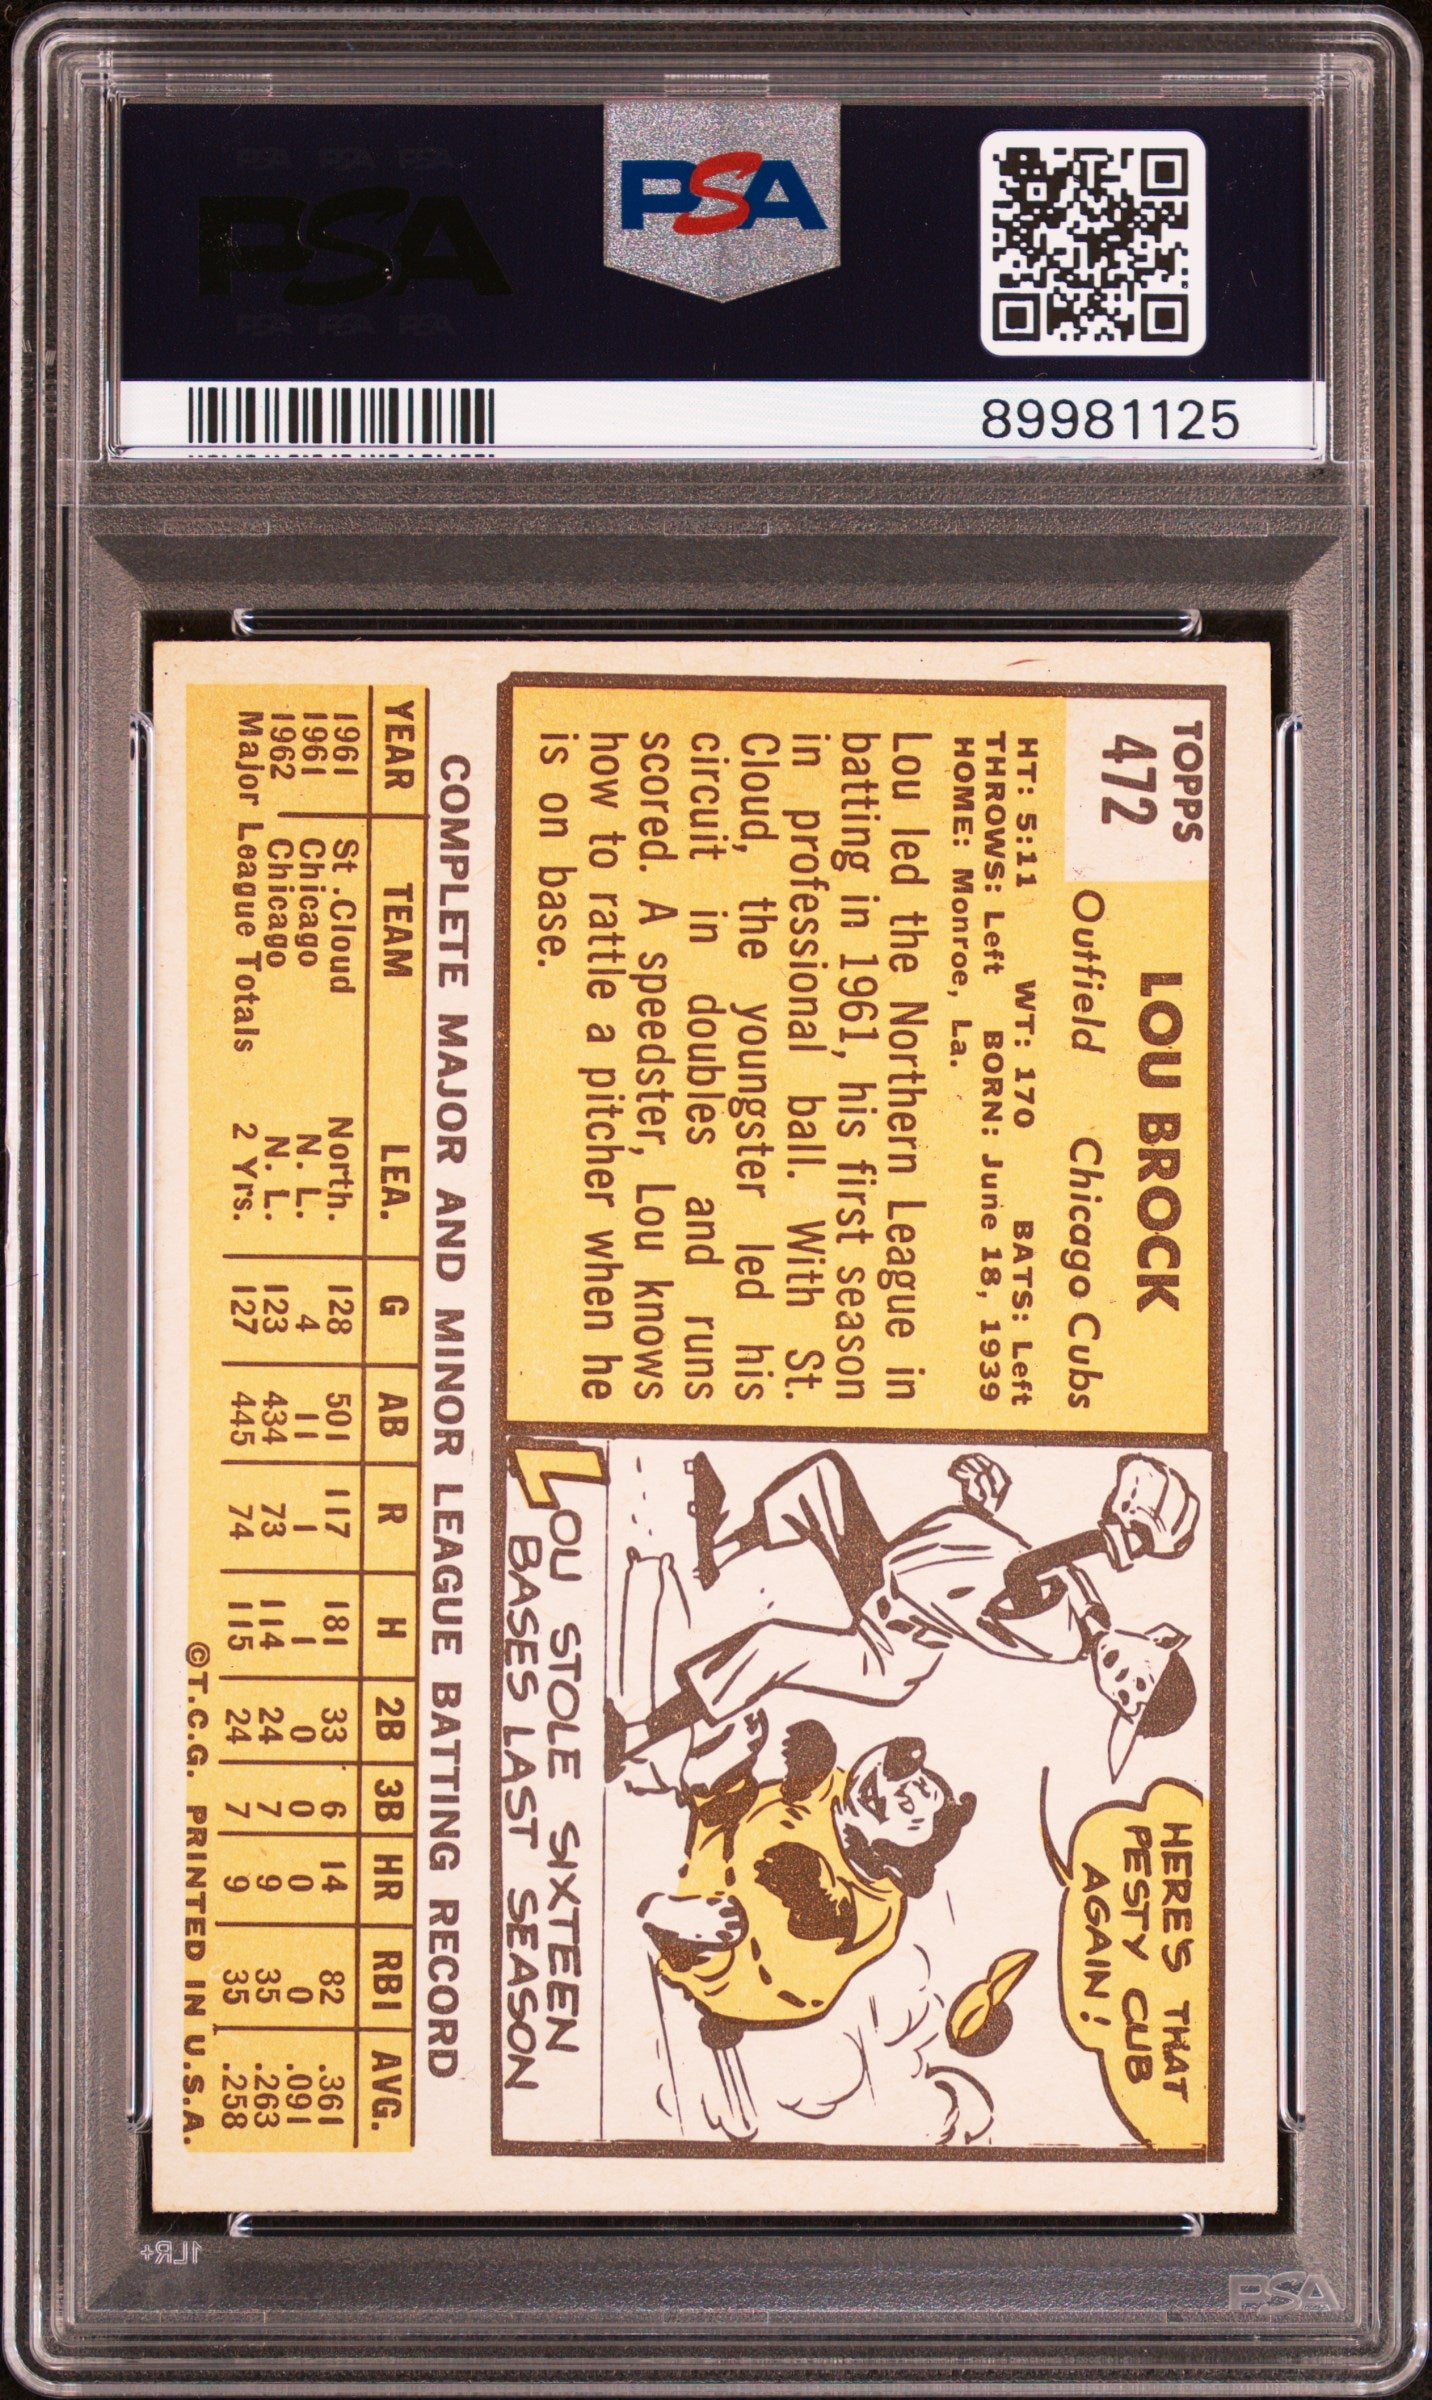 PSA PSA PSA
PSA
PSA PSA PSA
PSA
89981125
TOPPS
472
LOU BROCK
Outfield Chicago Cubs
HT: 5:11 WT: 170 BATS: Left
THROWS: Left BORN: June 18, 1939
HOME: Monroe, La.
Lou led the Northern League in
batting in 1961, his first season
in professional ball. With St.
Cloud, the youngster led his
circuit in doubles and runs
scored. A speedster, Lou knows
how to rattle a pitcher when he
is on base.
HERE'S THAT
PESTY CUB
AGAIN!
LOU STOLE SIXTEEN
BASES LAST SEASON
COMPLETE MAJOR AND MINOR LEAGUE BATTING RECORD
YEAR TEAM LEA. G AB R H 2B 3B HR RBI AVG.
1961 St.Cloud North. 128 501 117 181 33 6 14 82 .361
1961 Chicago N. L. 4 11 1 1 0 0 0 0 .091
1962 Chicago N. L. 123 434 73 114 24 7 9 35 .263
Major League Totals 2 Yrs. 127 445 74 115 24 7 9 35 .258
©T.C.G. PRINTED IN U.S.A.
1LR+
PSA